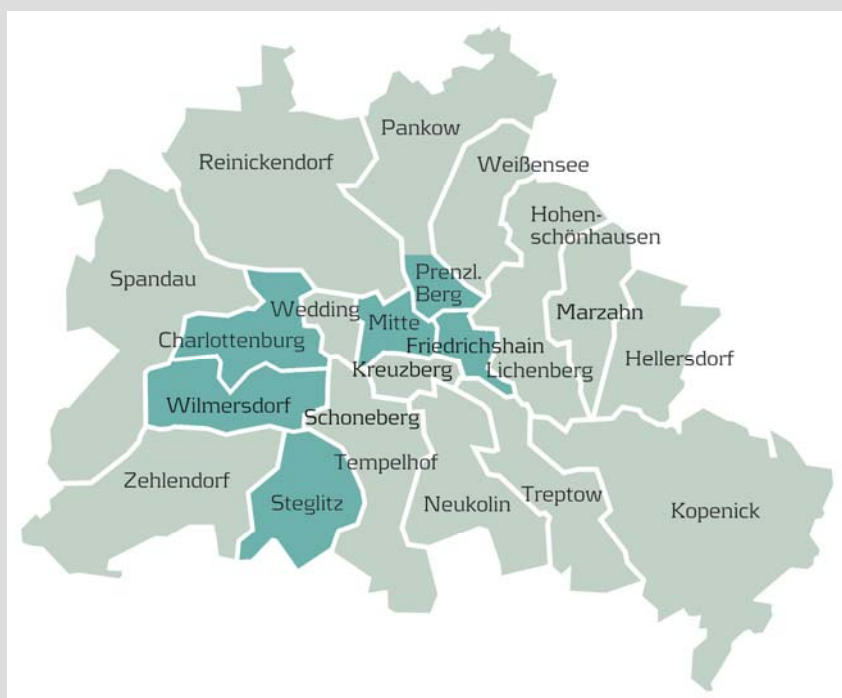 Pankow
Reinickendorf
Weißensee
Hohen-
schönhausen
Spandau
Prenzl.
Berg
Wedding
Mitte
Marzahn
Charlottenburg
Friedrichshain
Hellersdorf
Kreuzberg
Lichenberg
Wilmersdorf
Schoneberg
Tempelhof
Zehlendorf
Steglitz
Neukolin
Treptow
Kopenick